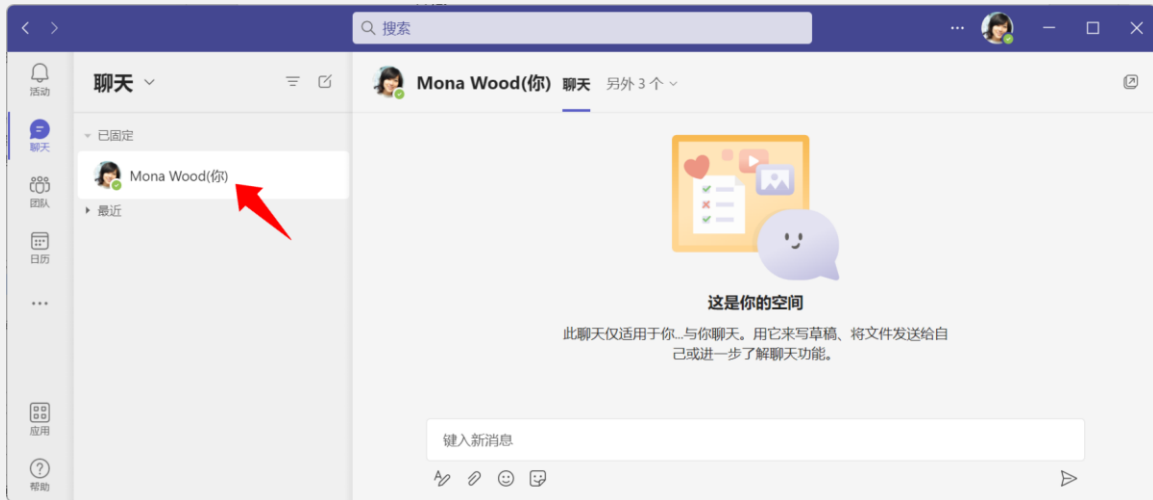 搜索
活动
聊天
团队
日历
应用
帮助
聊天
已固定
Mona Wood(你)
最近
Mona Wood(你) 聊天 另外 3 个
这是你的空间
此聊天仅适用于你...与你聊天。用它来写草稿、将文件发送给自
己或进一步了解聊天功能。
键入新消息